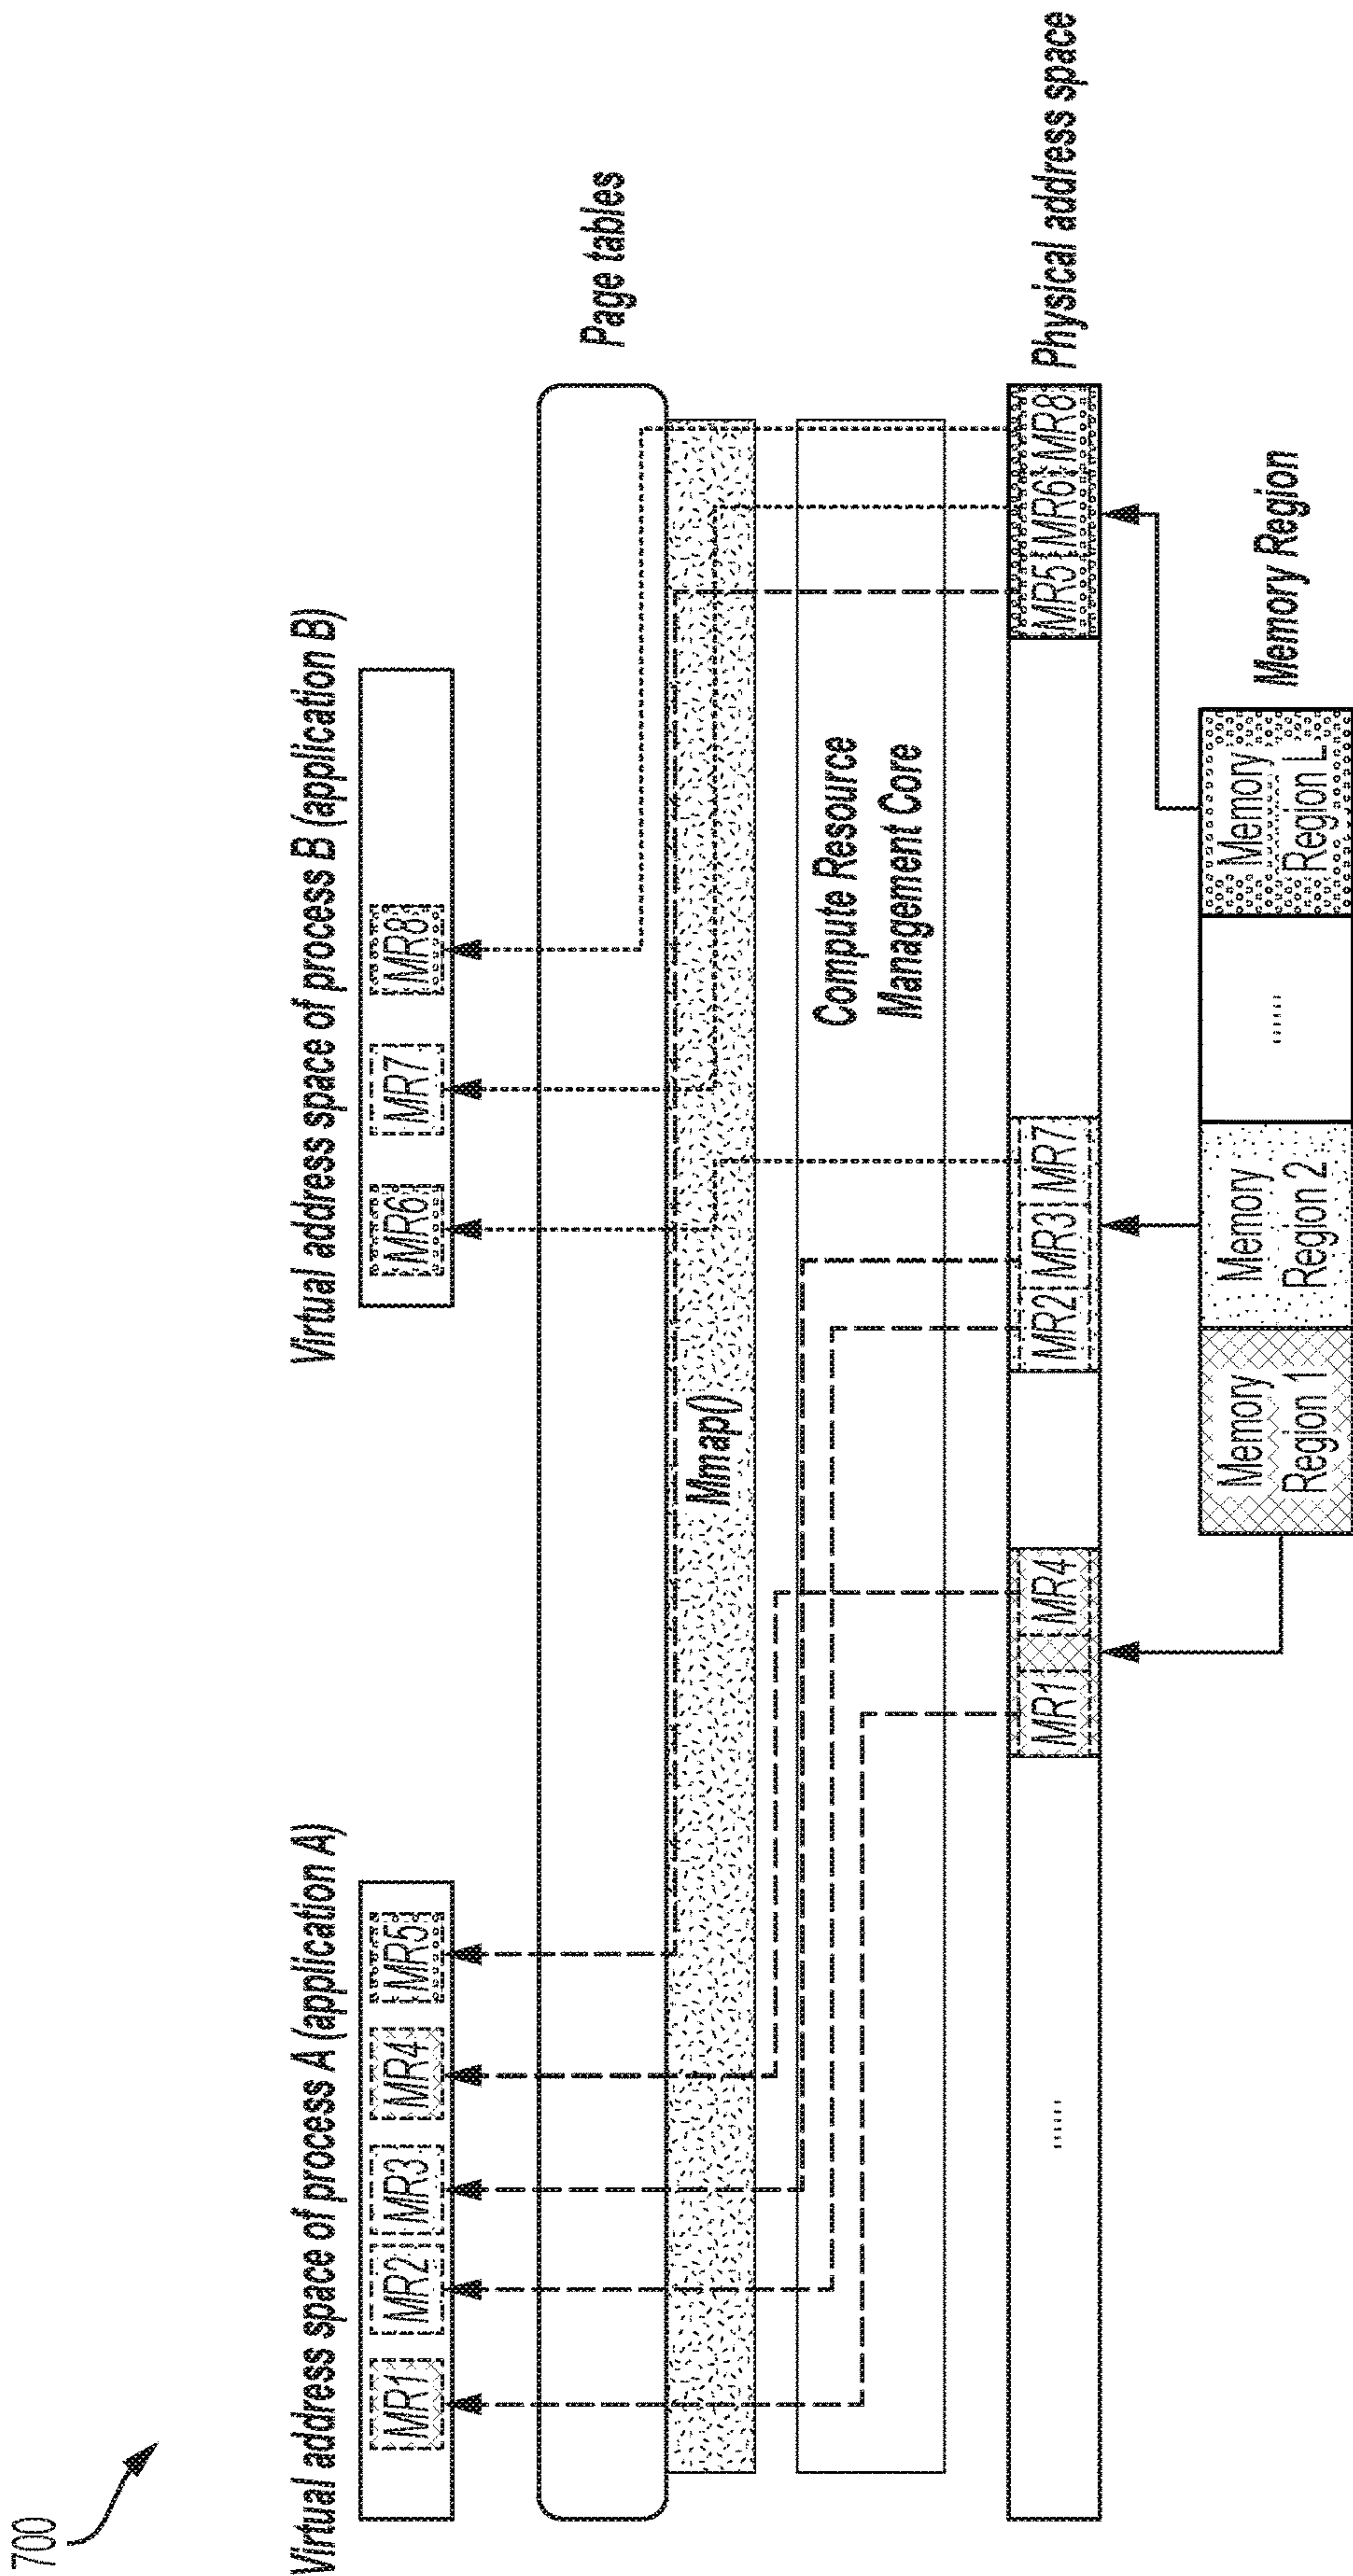 700
Virtual address space of process A (application A)
MR1
MR2
MR3
MR4
MR5
Virtual address space of process B (application B)
MR6
MR7
MR8
Page tables
Mmap()
Compute Resource
Management Core
Physical address space
......
MR1
MR4
MR2
MR3
MR7
MR5
MR6
MR8
Memory Region
Memory
Region 1
Memory
Region 2
......
Memory
Region L